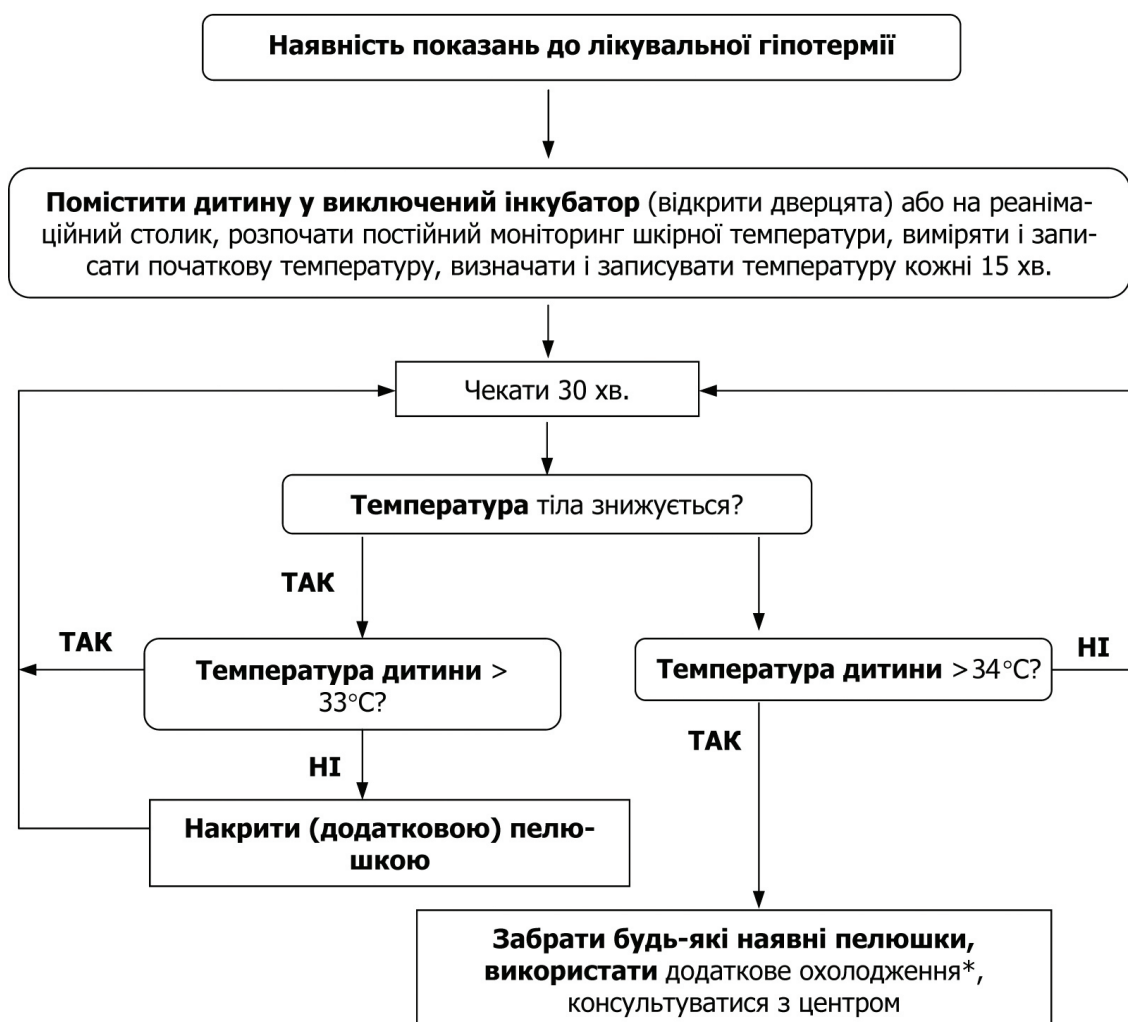 Наявність показань до лікувальної гіпотермії
Помістити дитину у виключений інкубатор (відкрити дверцята) або на реаніма-
ційний столик, розпочати постійний моніторинг шкірної температури, виміряти і запи-
сати початкову температуру, визначати і записувати температуру кожні 15 хв.
Чекати 30 хв.
Температура тіла знижується?
ТАК
ТАК
Температура дитини >
33°C?
Температура дитини >34°C?
НІ
ТАК
НІ
Накрити (додатковою) пелю-
шкою
Забрати будь-які наявні пелюшки,
використати додаткове охолодження*,
консультуватися з центром